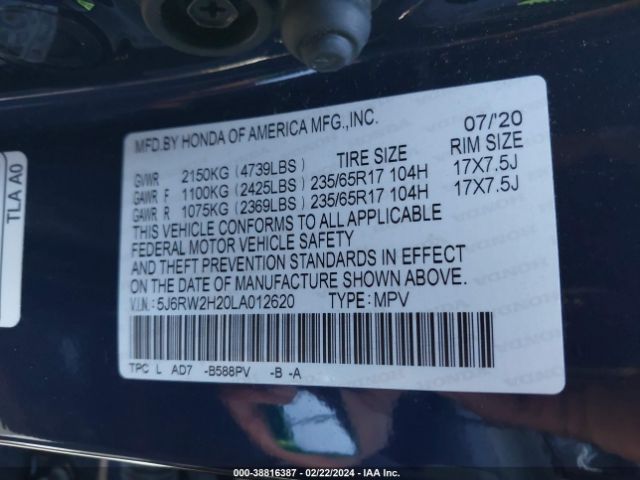 MFD.BY HONDA OF AMERICA MFG.,INC. 07/'20
TIRE SIZE RIM SIZE
GVWR 2150KG (4739LBS)
GAWR F 1100KG (2425LBS) 235/65R17 104H 17X7.5J
GAWR R 1075KG (2369LBS) 235/65R17 104H 17X7.5J
THIS VEHICLE CONFORMS TO ALL APPLICABLE
FEDERAL MOTOR VEHICLE SAFETY
AND THEFT PREVENTION STANDARDS IN EFFECT
ON THE DATE OF MANUFACTURE SHOWN ABOVE.
V.I.N: 5J6RW2H20LA012620 TYPE: MPV
TPC L AD7 -B588PV -B -A
TLA A0
000-38816387 - 02/22/2024 - IAA Inc.